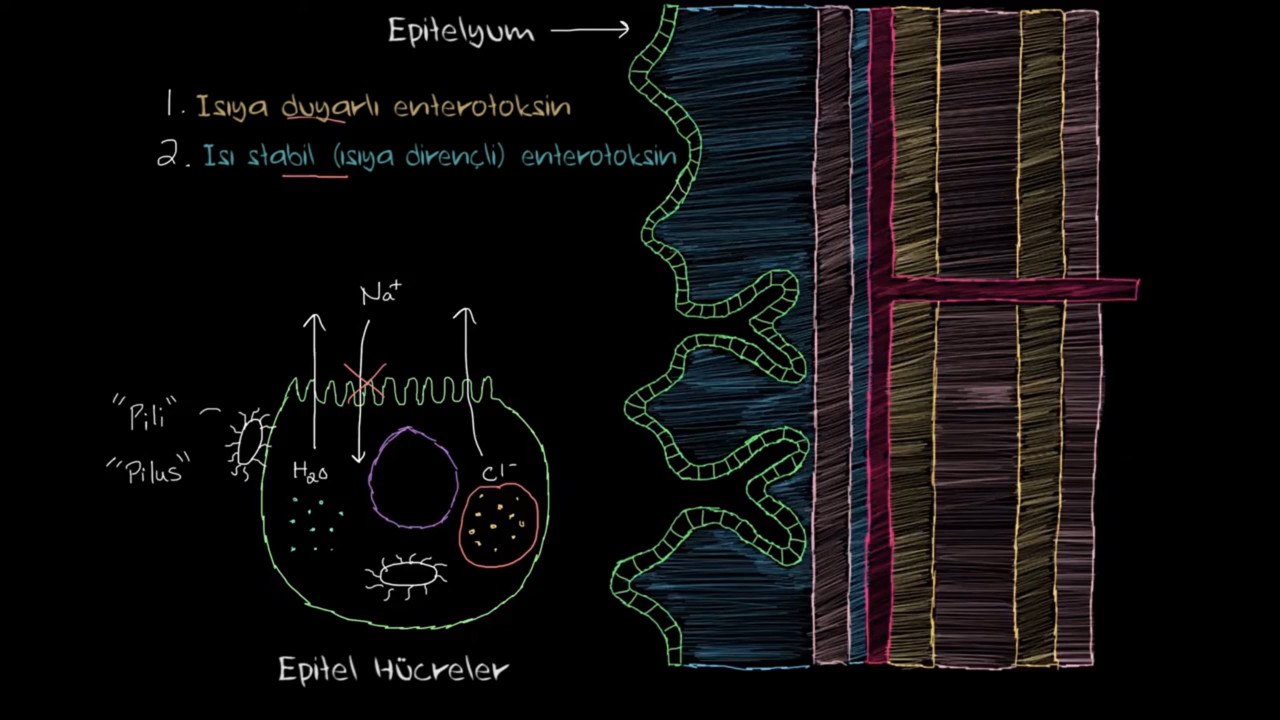 Epitelyum
1. Isıya duyarlı enterotoksin
2. Isı stabil (ısıya dirençli) enterotoksin
Na+
"Pili"
"Pilus"
H2O
Cl-
Epitel Hücreler